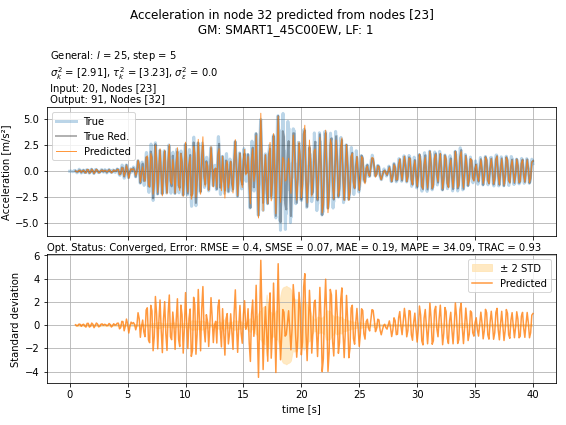 Acceleration in node 32 predicted from nodes [23]
GM: SMART1_45C00EW, LF: 1
General: l = 25, step = 5
σ²ₖ = [2.91], τ²ₖ = [3.23], σ²ε = 0.0
Input: 20, Nodes [23]
Output: 91, Nodes [32]
Acceleration [m/s²]
5.0
2.5
0.0
−2.5
−5.0
True
True Red.
Predicted
Opt. Status: Converged, Error: RMSE = 0.4, SMSE = 0.07, MAE = 0.19, MAPE = 34.09, TRAC = 0.93
Standard deviation
6
4
2
0
−2
−4
± 2 STD
Predicted
0 5 10 15 20 25 30 35 40
time [s]